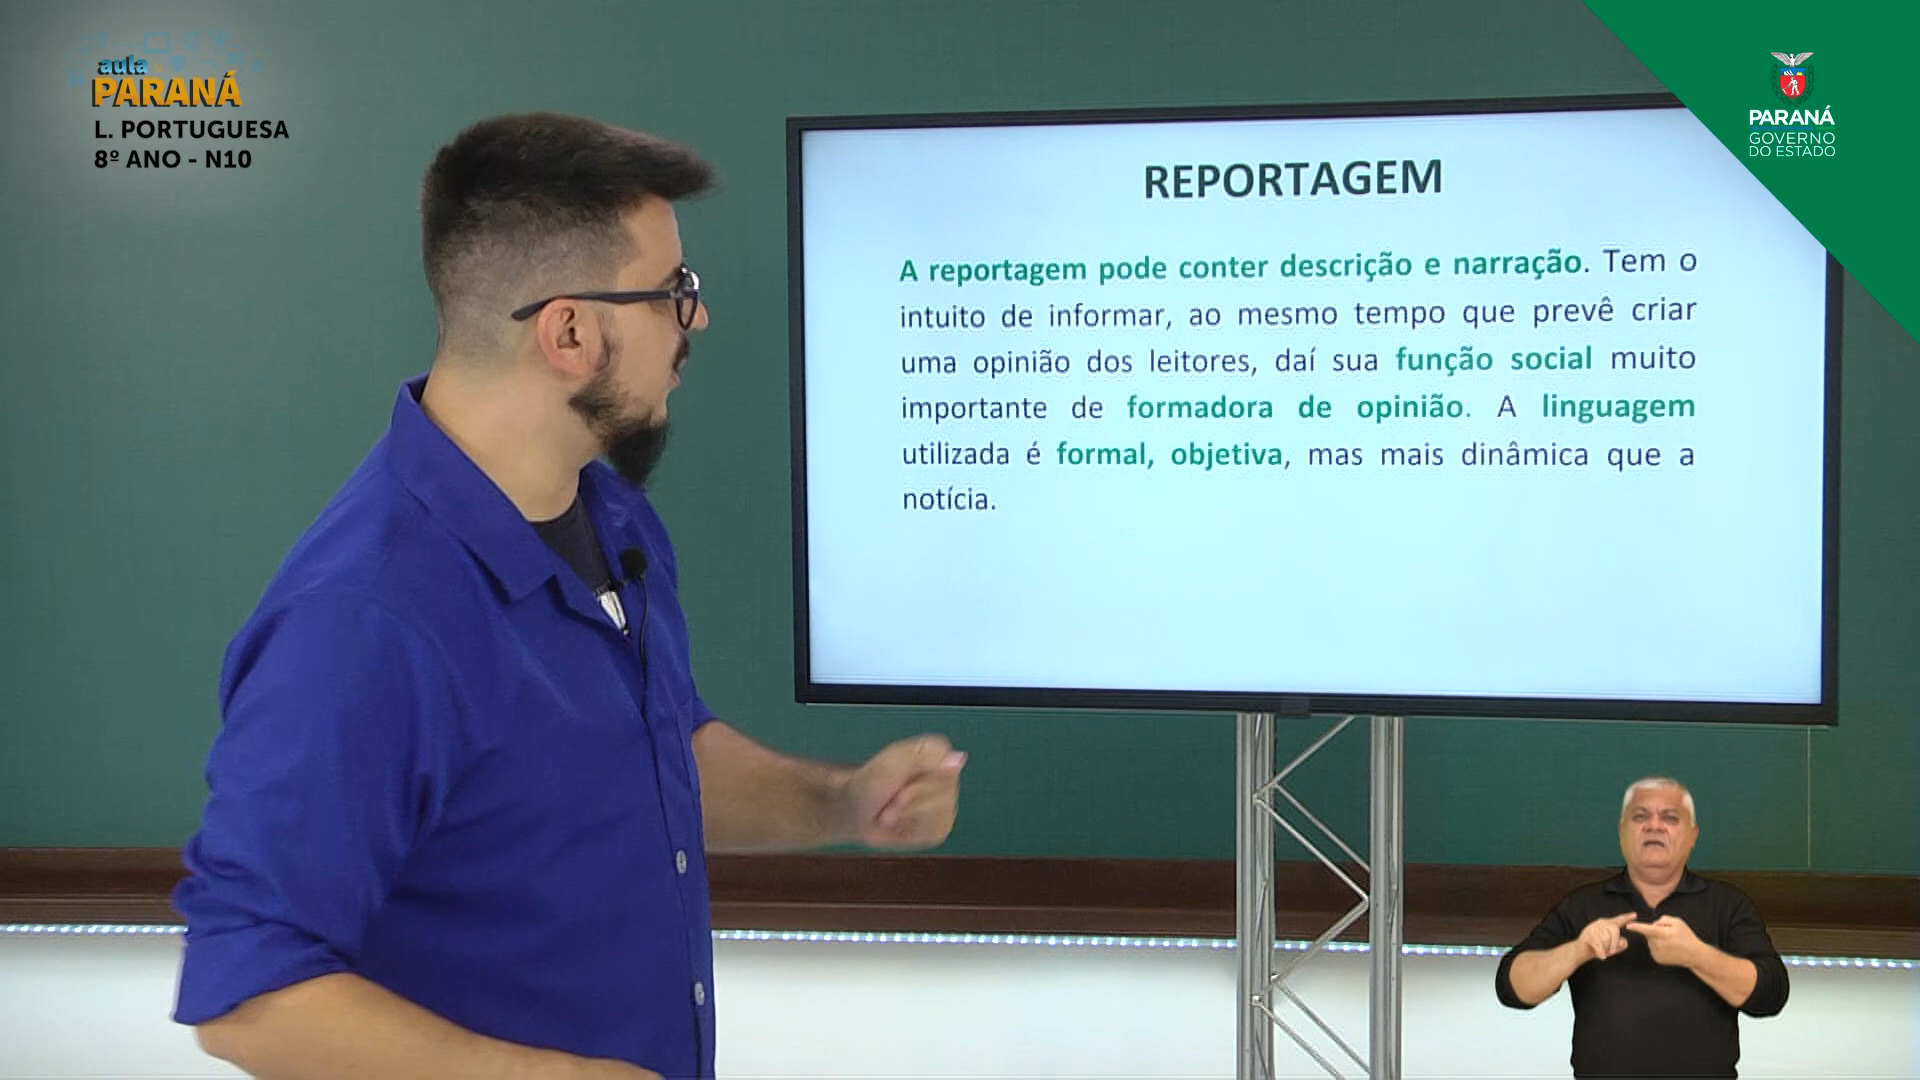 aula
PARANÁ
L. PORTUGUESA
8º ANO - N10
PARANÁ
GOVERNO
DO ESTADO
REPORTAGEM
A reportagem pode conter descrição e narração. Tem o
intuito de informar, ao mesmo tempo que prevê criar
uma opinião dos leitores, daí sua função social muito
importante de formadora de opinião. A linguagem
utilizada é formal, objetiva, mas mais dinâmica que a
notícia.